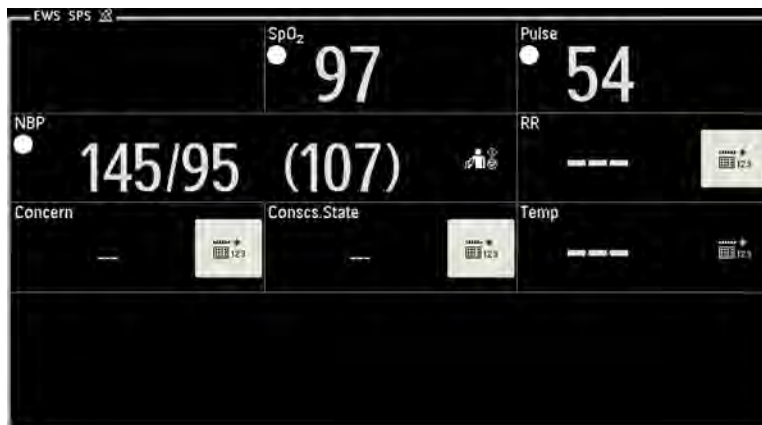 EWS SPS
SpO₂
97
Pulse
54
NBP
145/95 (107)
RR
---
123
Concern
-
123
Conscs.State
-
123
Temp
---
123